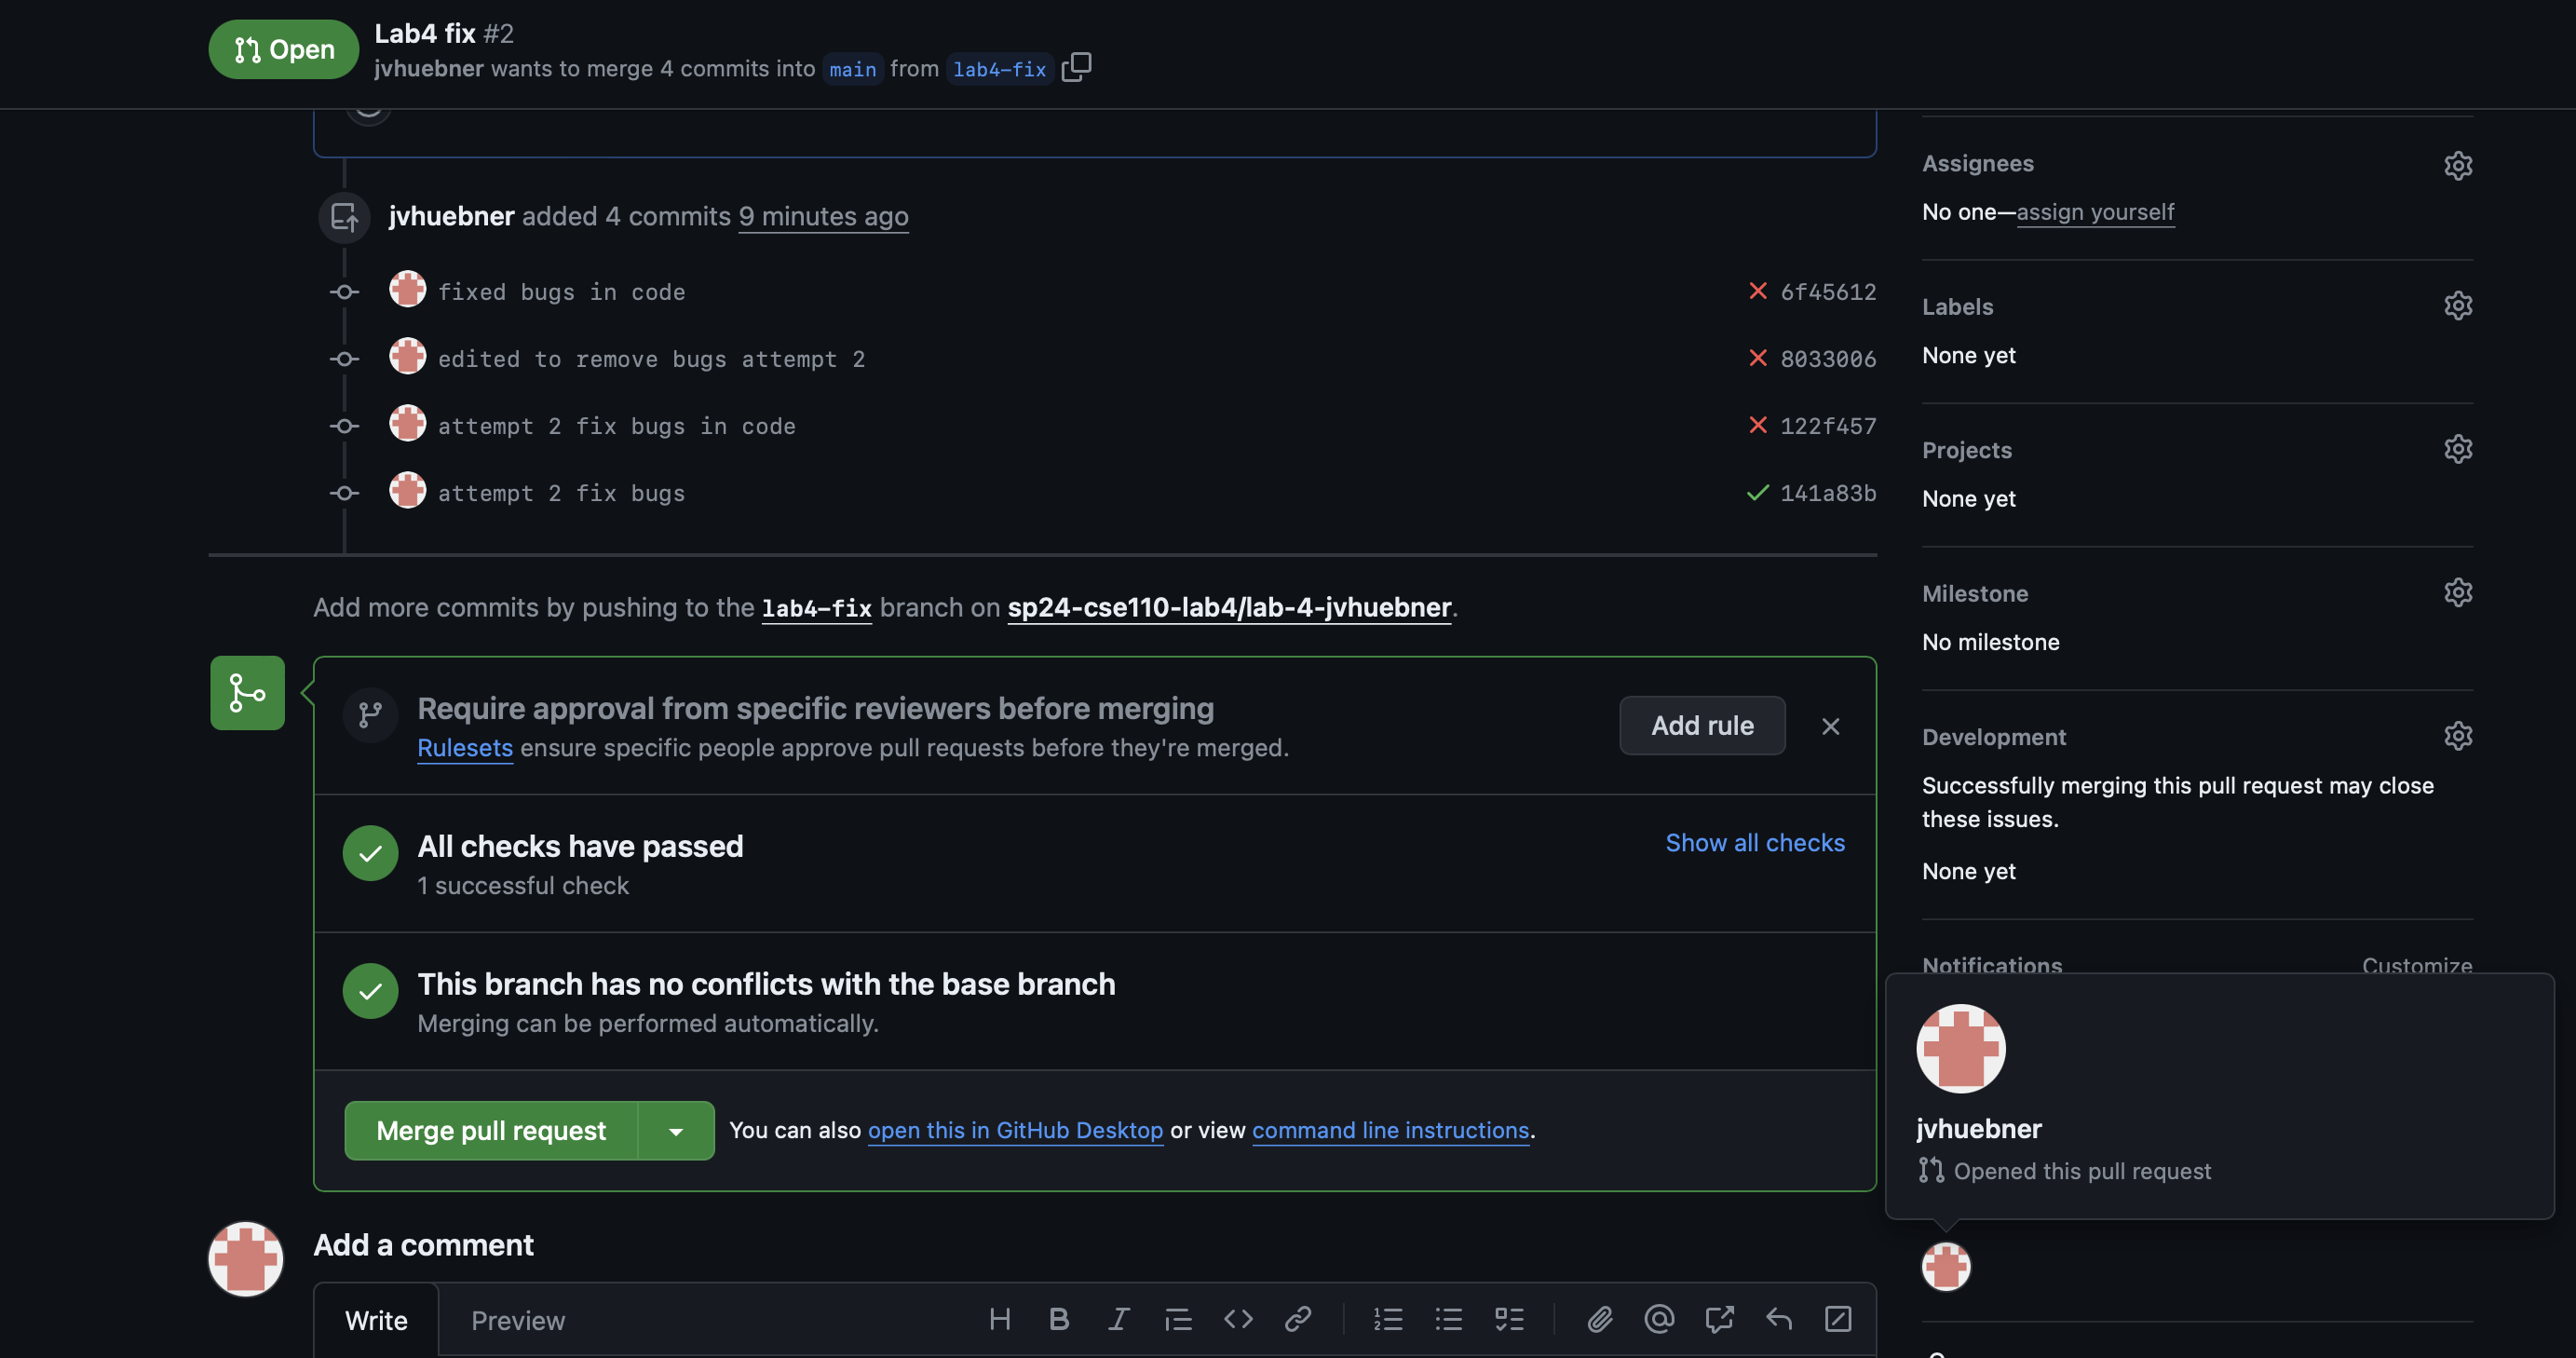 Open
Lab4 fix #2
jvhuebner wants to merge 4 commits into main from lab4-fix
jvhuebner added 4 commits 9 minutes ago
fixed bugs in code 6f45612
edited to remove bugs attempt 2 8033006
attempt 2 fix bugs in code 122f457
attempt 2 fix bugs 141a83b
Add more commits by pushing to the lab4-fix branch on sp24-cse110-lab4/lab-4-jvhuebner.
Require approval from specific reviewers before merging
Rulesets ensure specific people approve pull requests before they're merged.
Add rule
All checks have passed
1 successful check
Show all checks
This branch has no conflicts with the base branch
Merging can be performed automatically.
Merge pull request
You can also open this in GitHub Desktop or view command line instructions.
Add a comment
Write
Preview
Assignees
No one—assign yourself
Labels
None yet
Projects
None yet
Milestone
No milestone
Development
Successfully merging this pull request may close
these issues.
None yet
Notifications
Customize
jvhuebner
Opened this pull request